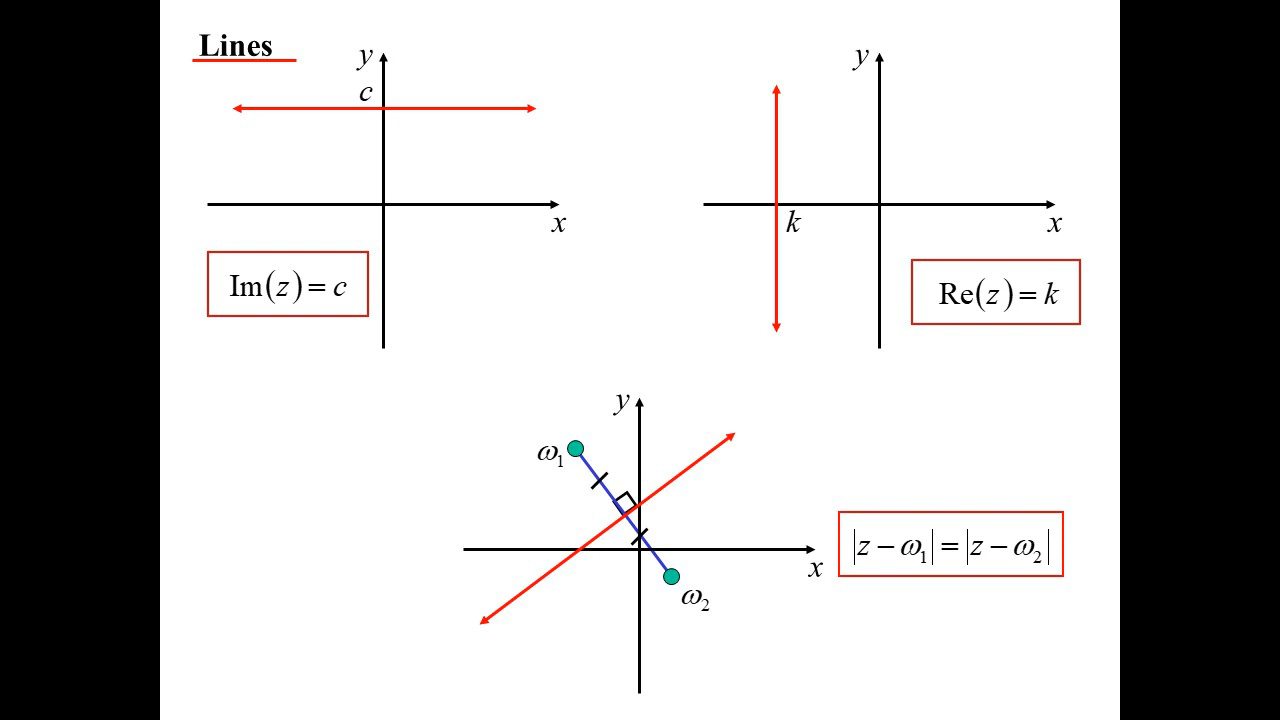 Lines
y
c
x
Im(z) = c
y
k
x
Re(z) = k
y
ω₁
x
ω₂
|z − ω₁| = |z − ω₂|